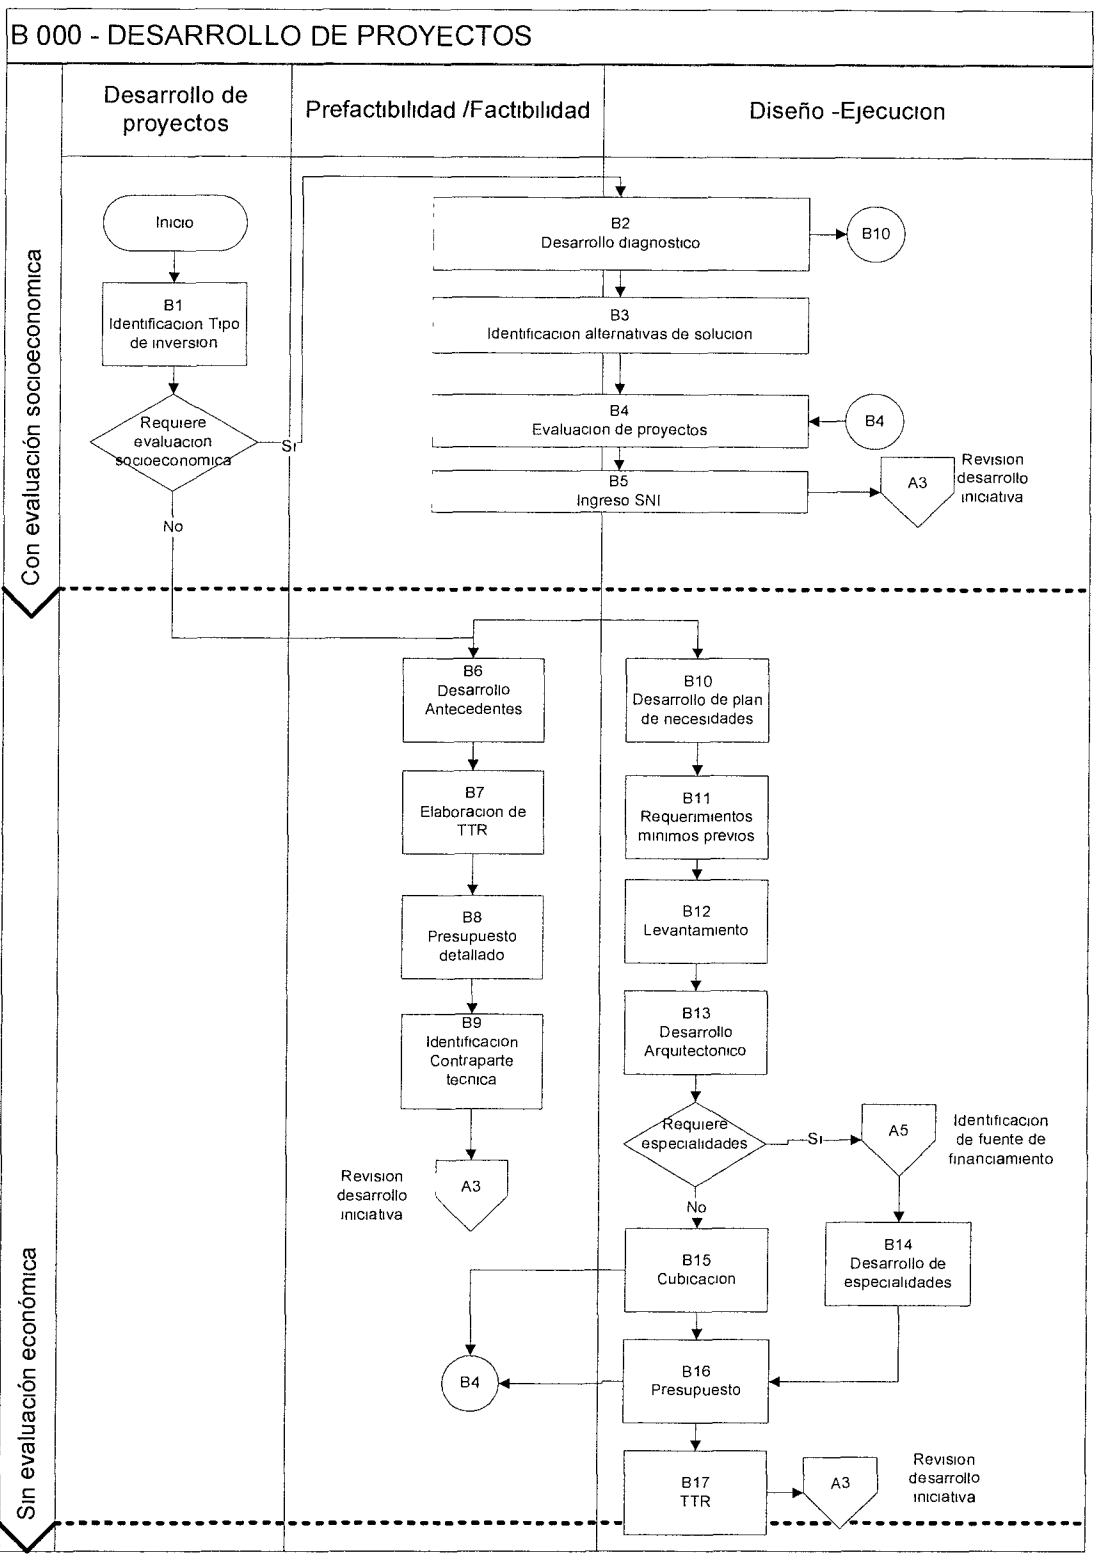 B 000 - DESARROLLO DE PROYECTOS
Desarrollo de
proyectos
Prefactibilidad /Factibilidad
Diseño -Ejecucion
Con evaluación socioeconomica
Inicio
B1
Identificacion Tipo
de inversion
Requiere
evaluacion
socioeconomica
Si
No
B2
Desarrollo diagnostico
B10
B3
Identificacion alternativas de solucion
B4
Evaluacion de proyectos
B4
B5
Ingreso SNI
A3
Revision
desarrollo
iniciativa
Sin evaluación económica
B6
Desarrollo
Antecedentes
B7
Elaboracion de
TTR
B8
Presupuesto
detallado
B9
Identificacion
Contraparte
tecnica
Revision
desarrollo
iniciativa
A3
B4
B10
Desarrollo de plan
de necesidades
B11
Requerimientos
minimos previos
B12
Levantamiento
B13
Desarrollo
Arquitectonico
Requiere
especialidades
Si
A5
Identificacion
de fuente de
financiamiento
No
B14
Desarrollo de
especialidades
B15
Cubicacion
B16
Presupuesto
B17
TTR
A3
Revision
desarrollo
iniciativa